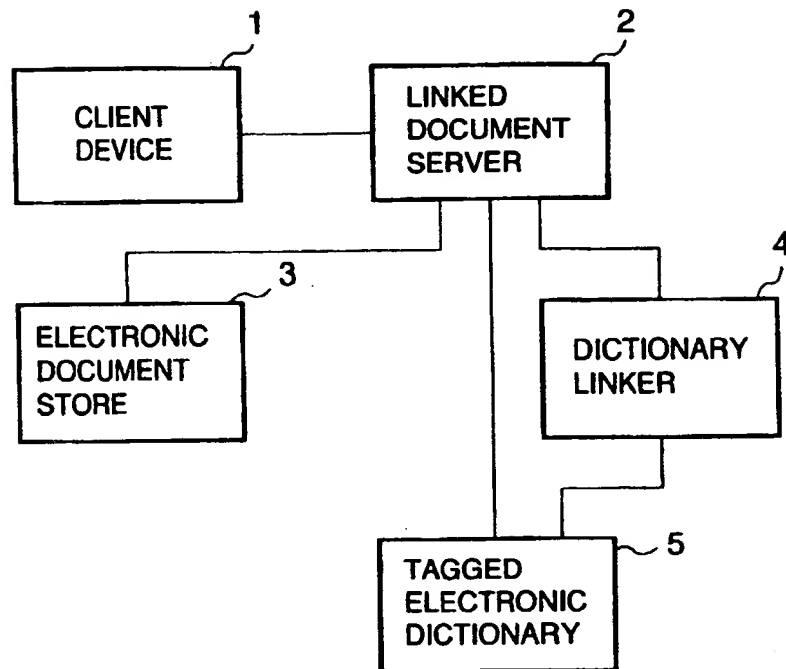 1
CLIENT
DEVICE
2
LINKED
DOCUMENT
SERVER
3
ELECTRONIC
DOCUMENT
STORE
4
DICTIONARY
LINKER
5
TAGGED
ELECTRONIC
DICTIONARY